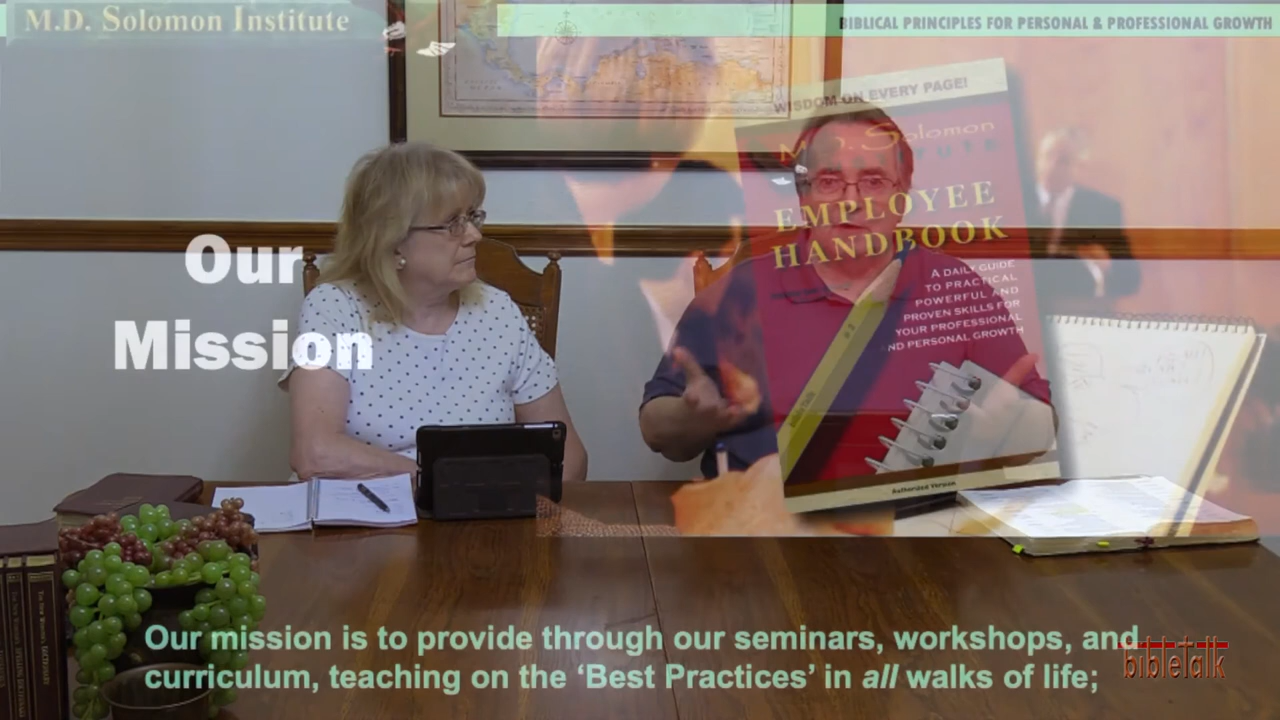 M.D. Solomon Institute
BIBLICAL PRINCIPLES FOR PERSONAL & PROFESSIONAL GROWTH
WISDOM ON EVERY PAGE!
M.D. Solomon
EMPLOYEE
HANDBOOK
A DAILY GUIDE
TO PRACTICAL
POWERFUL AND
PROVEN SKILLS FOR
YOUR PROFESSIONAL
AND PERSONAL GROWTH
Authorized Version
Our
Mission
Our mission is to provide through our seminars, workshops, and
curriculum, teaching on the ‘Best Practices’ in all walks of life;
bibleTalk